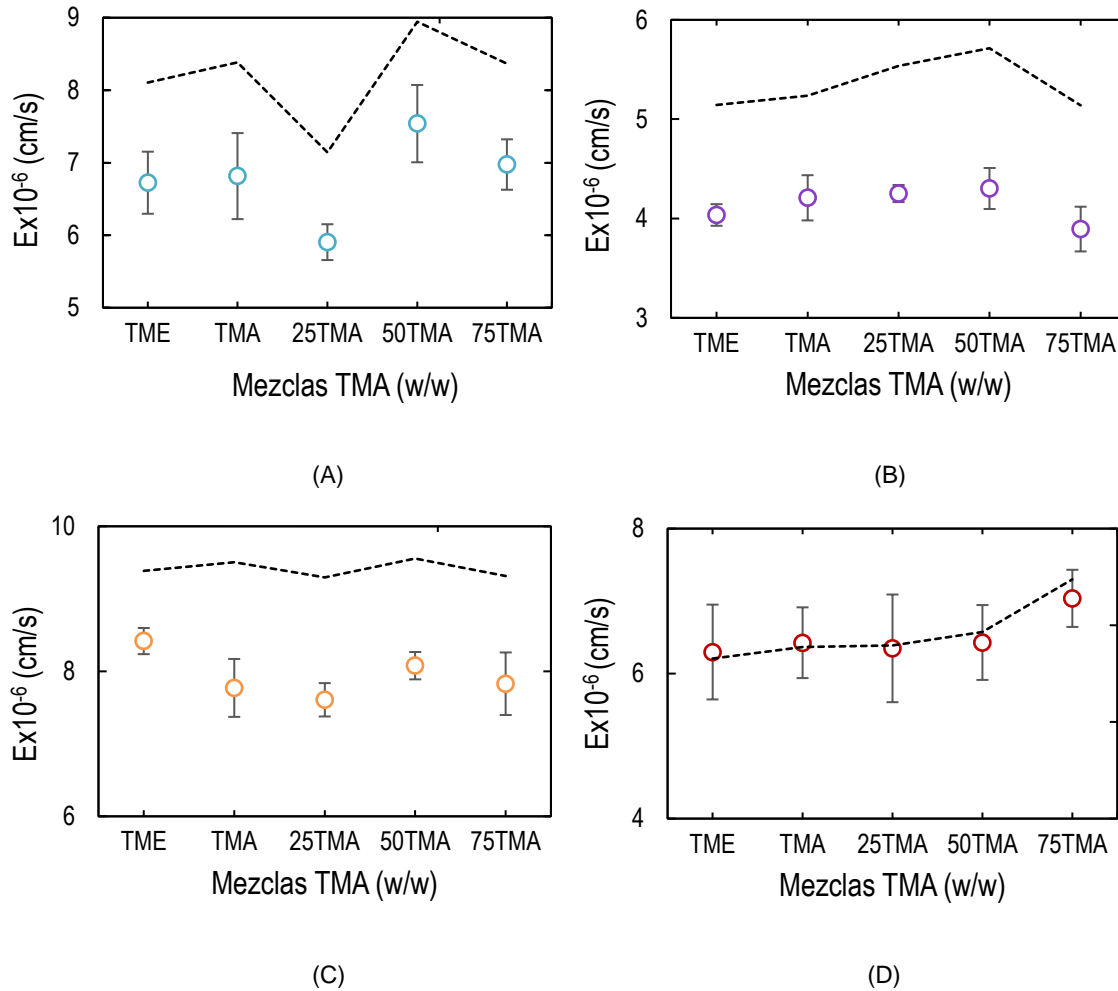 9
8
7
6
5
Ex10⁻⁶ (cm/s)
TME TMA 25TMA 50TMA 75TMA
Mezclas TMA (w/w)
(A)
6
5
4
3
Ex10⁻⁶ (cm/s)
TME TMA 25TMA 50TMA 75TMA
Mezclas TMA (w/w)
(B)
10
8
6
Ex10⁻⁶ (cm/s)
TME TMA 25TMA 50TMA 75TMA
Mezclas TMA (w/w)
(C)
8
6
4
Ex10⁻⁶ (cm/s)
TME TMA 25TMA 50TMA 75TMA
Mezclas TMA (w/w)
(D)